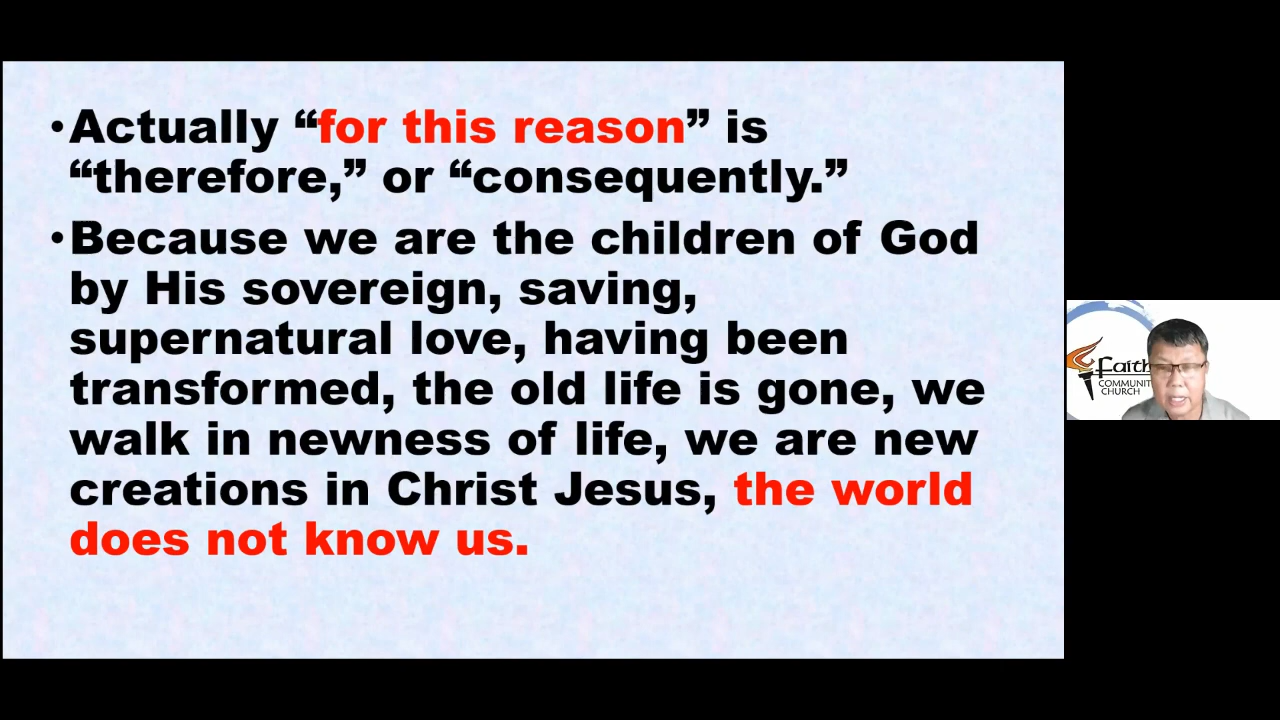 •Actually “for this reason” is
“therefore,” or “consequently.”
•Because we are the children of God
by His sovereign, saving,
supernatural love, having been
transformed, the old life is gone, we
walk in newness of life, we are new
creations in Christ Jesus, the world
does not know us.
Faith
COMMUNIT
CHURCH